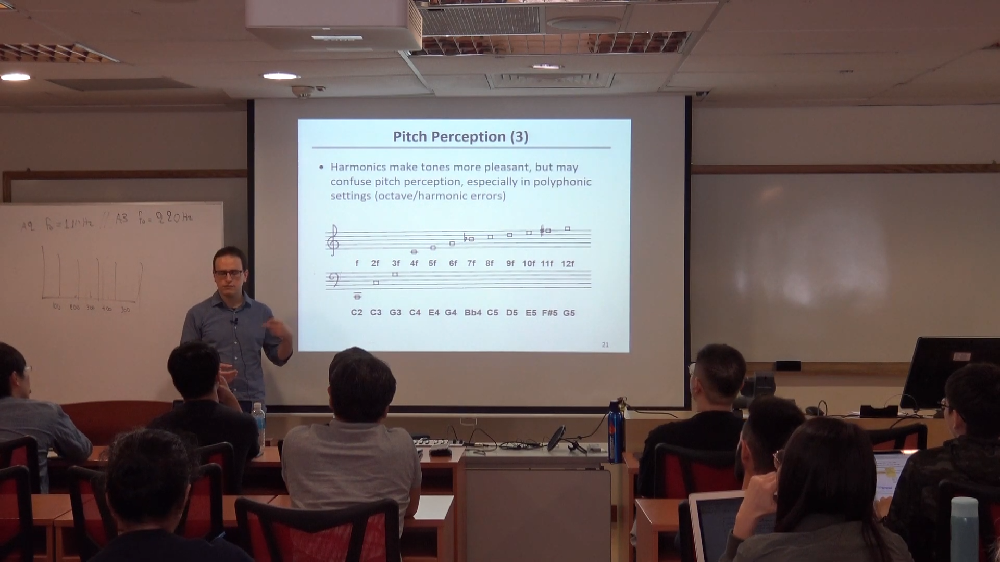 Pitch Perception (3)
• Harmonics make tones more pleasant, but may
confuse pitch perception, especially in polyphonic
settings (octave/harmonic errors)
f 2f 3f 4f 5f 6f 7f 8f 9f 10f 11f 12f
C2 C3 G3 C4 E4 G4 Bb4 C5 D5 E5 F#5 G5
21
A2 f₀ = 110 Hz // A3 f₀ = 220 Hz
100 200 300 400 500